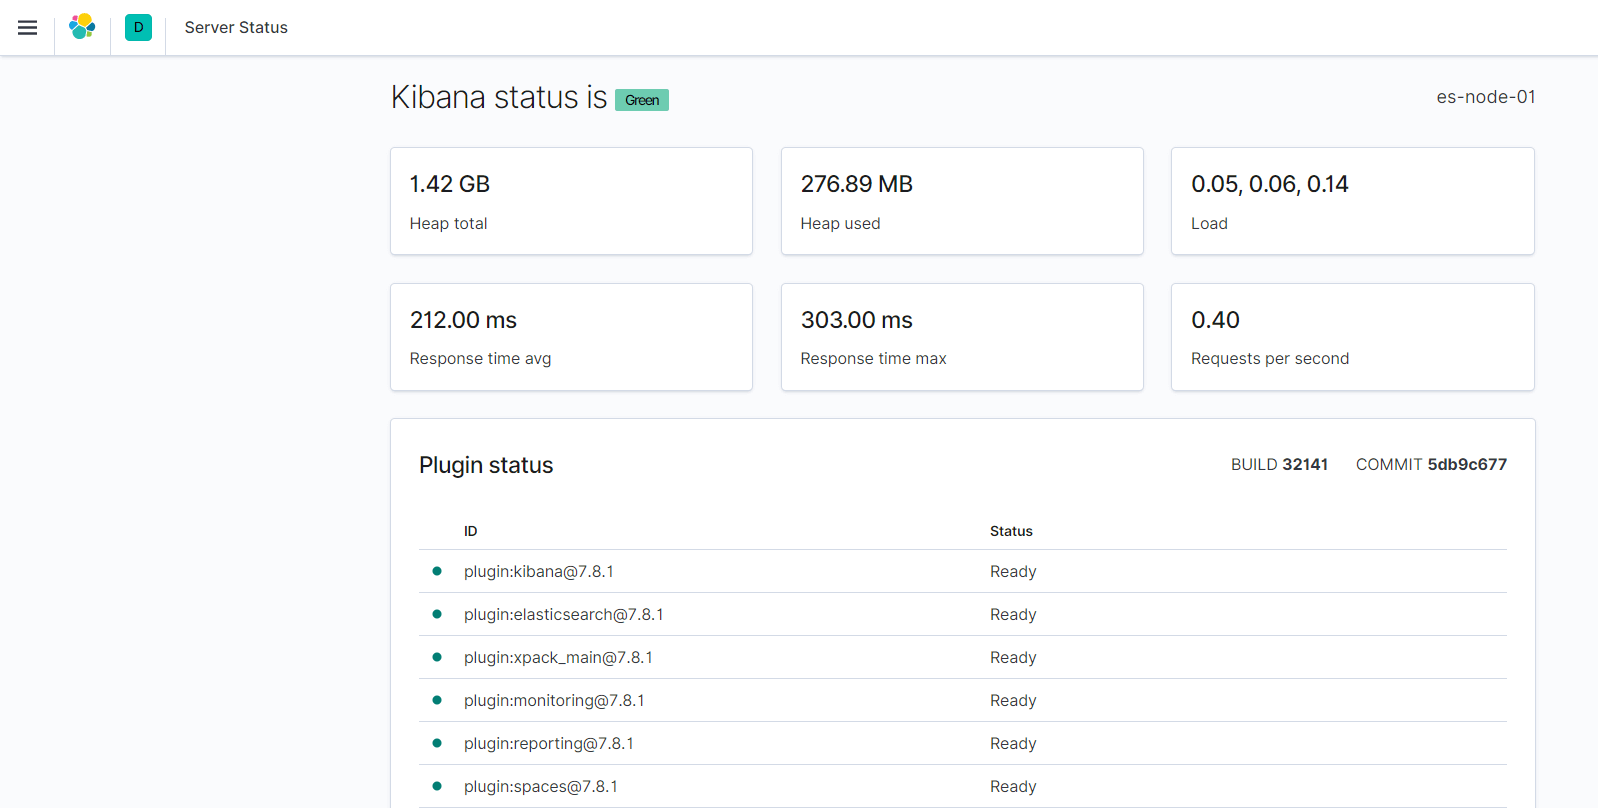 D
Server Status
Kibana status is Green
es-node-01
1.42 GB
Heap total
276.89 MB
Heap used
0.05, 0.06, 0.14
Load
212.00 ms
Response time avg
303.00 ms
Response time max
0.40
Requests per second
Plugin status
BUILD 32141 COMMIT 5db9c677
ID Status
plugin:kibana@7.8.1 Ready
plugin:elasticsearch@7.8.1 Ready
plugin:xpack_main@7.8.1 Ready
plugin:monitoring@7.8.1 Ready
plugin:reporting@7.8.1 Ready
plugin:spaces@7.8.1 Ready